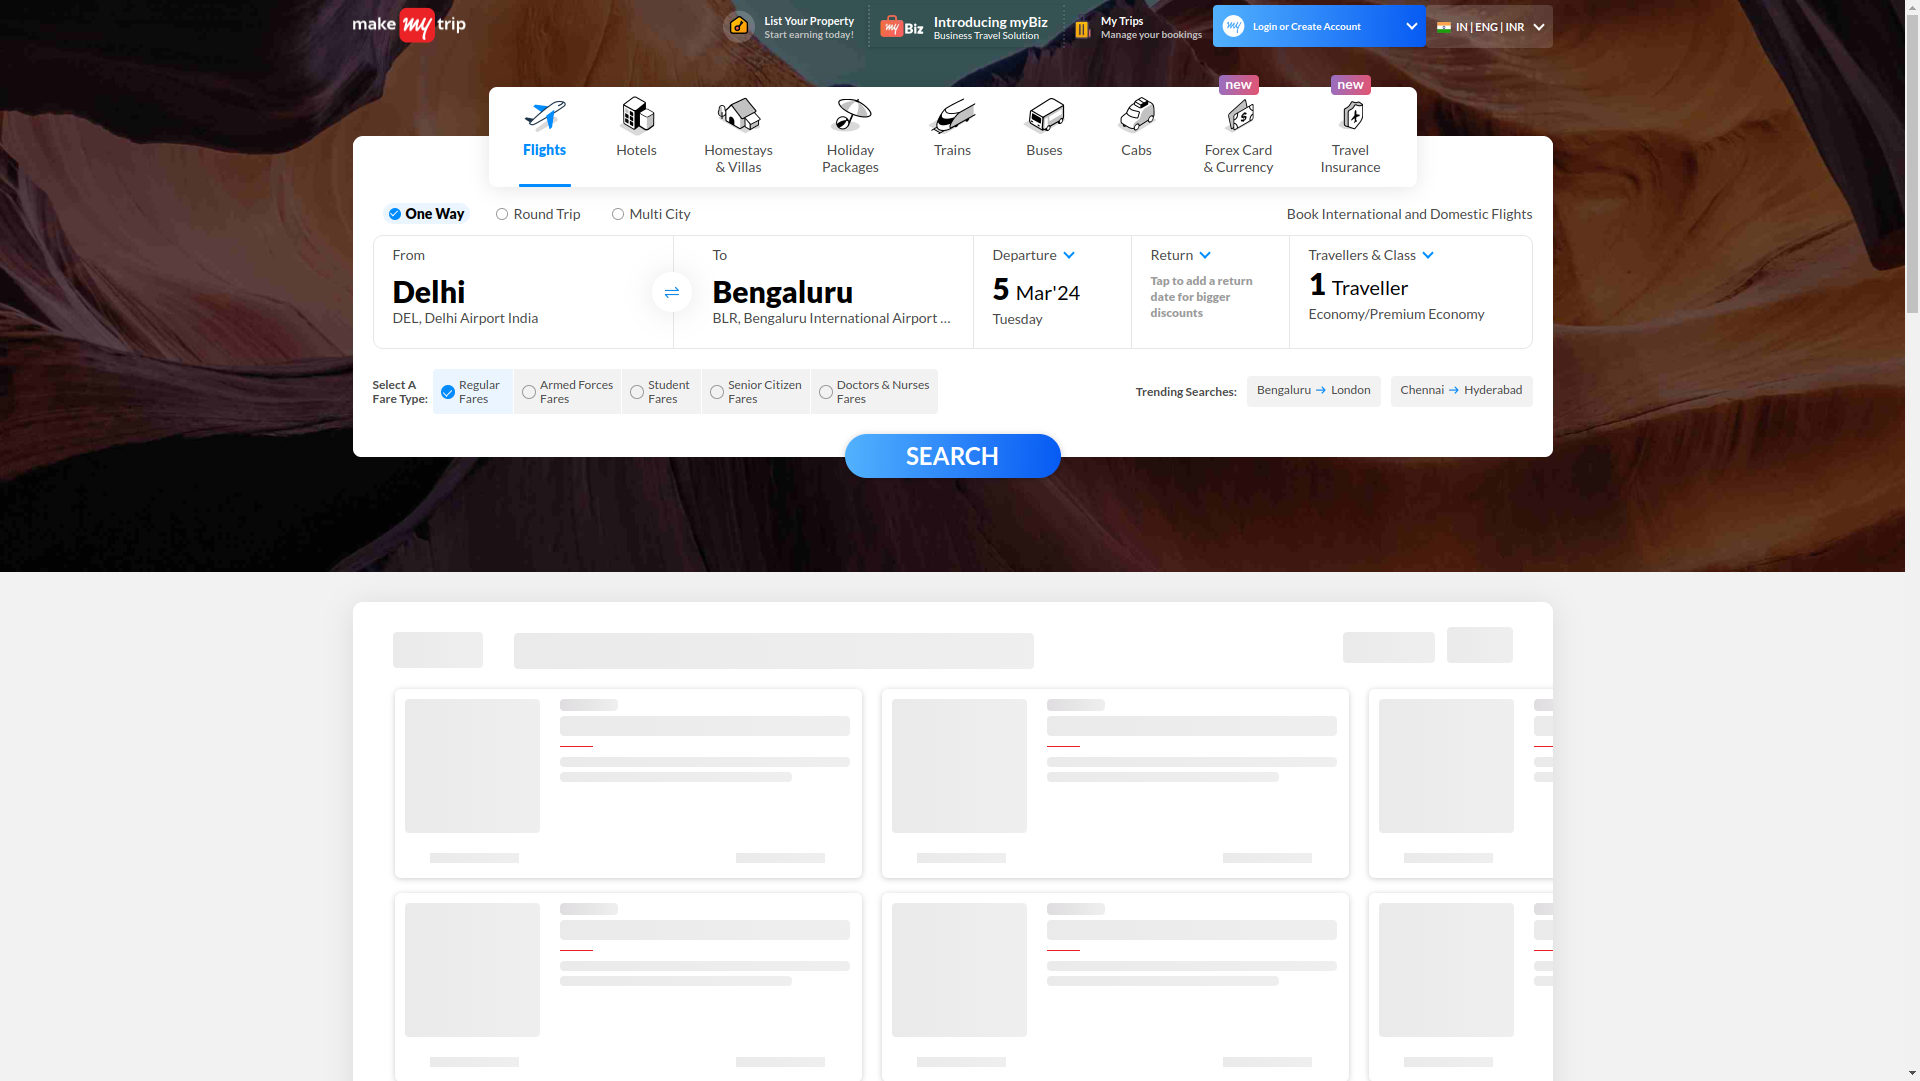 make my trip
List Your Property
Start earning today!
my Biz
Introducing myBiz
Business Travel Solution
My Trips
Manage your bookings
my
Login or Create Account
IN | ENG | INR
new
new
Flights
Hotels
Homestays
& Villas
Holiday
Packages
Trains
Buses
Cabs
Forex Card
& Currency
Travel
Insurance
One Way
Round Trip
Multi City
Book International and Domestic Flights
From
Delhi
DEL, Delhi Airport India
To
Bengaluru
BLR, Bengaluru International Airport ...
Departure
5 Mar'24
Tuesday
Return
Tap to add a return
date for bigger
discounts
Travellers & Class
1 Traveller
Economy/Premium Economy
Select A
Fare Type:
Regular
Fares
Armed Forces
Fares
Student
Fares
Senior Citizen
Fares
Doctors & Nurses
Fares
Trending Searches:
Bengaluru → London
Chennai → Hyderabad
SEARCH